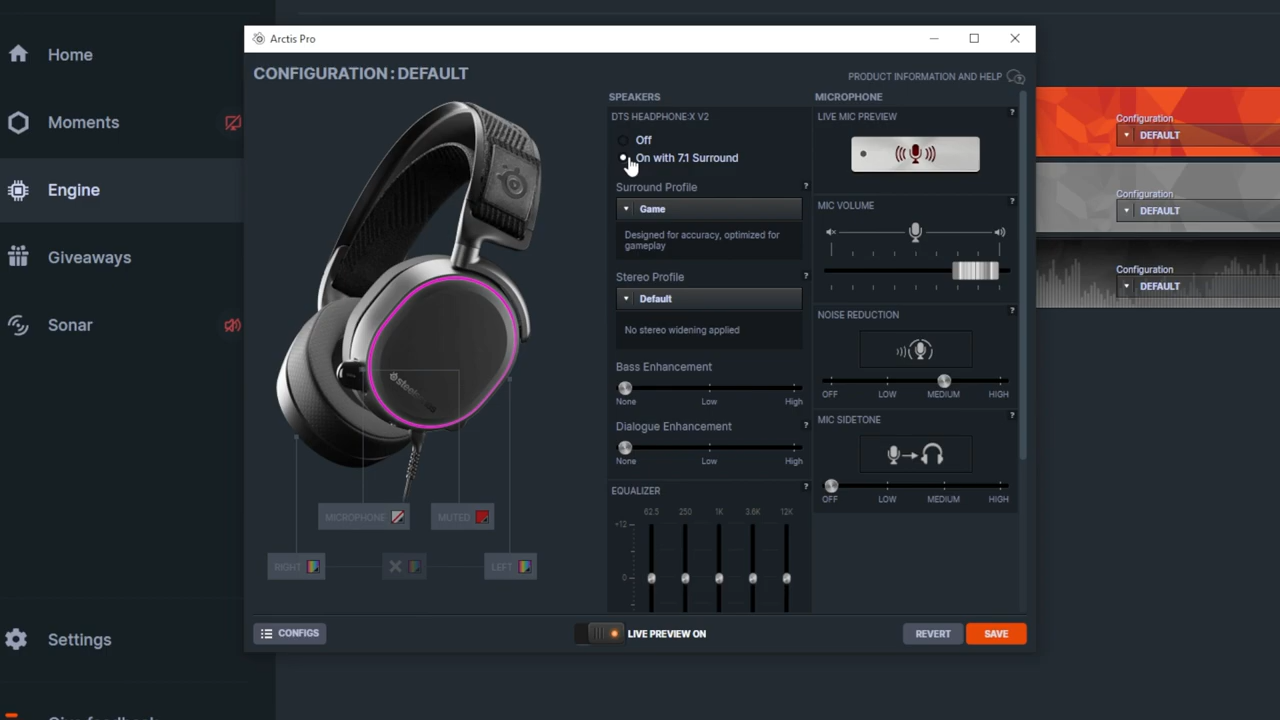 Home
Moments
Engine
Giveaways
Sonar
Settings
Arctis Pro
CONFIGURATION : DEFAULT
PRODUCT INFORMATION AND HELP
SPEAKERS
DTS HEADPHONE:X V2
Off
On with 7.1 Surround
Surround Profile
?
Game
Designed for accuracy, optimized for
gameplay
Stereo Profile
?
Default
No stereo widening applied
Bass Enhancement
?
None Low High
Dialogue Enhancement
?
None Low High
EQUALIZER
?
62.5 250 1K 3.6K 12K
+12
0
MICROPHONE
LIVE MIC PREVIEW
?
MIC VOLUME
?
NOISE REDUCTION
?
OFF LOW MEDIUM HIGH
MIC SIDETONE
?
OFF LOW MEDIUM HIGH
MICROPHONE
MUTED
RIGHT
LEFT
CONFIGS
LIVE PREVIEW ON
REVERT
SAVE
Configuration
DEFAULT
Configuration
DEFAULT
Configuration
DEFAULT